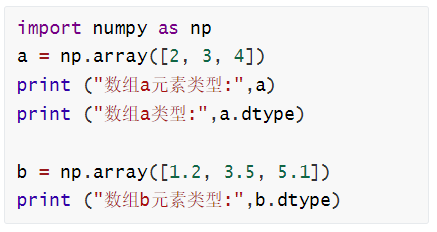 import numpy as np
a = np.array([2, 3, 4])
print ("数组a元素类型:",a)
print ("数组a类型:",a.dtype)
b = np.array([1.2, 3.5, 5.1])
print ("数组b元素类型:",b.dtype)